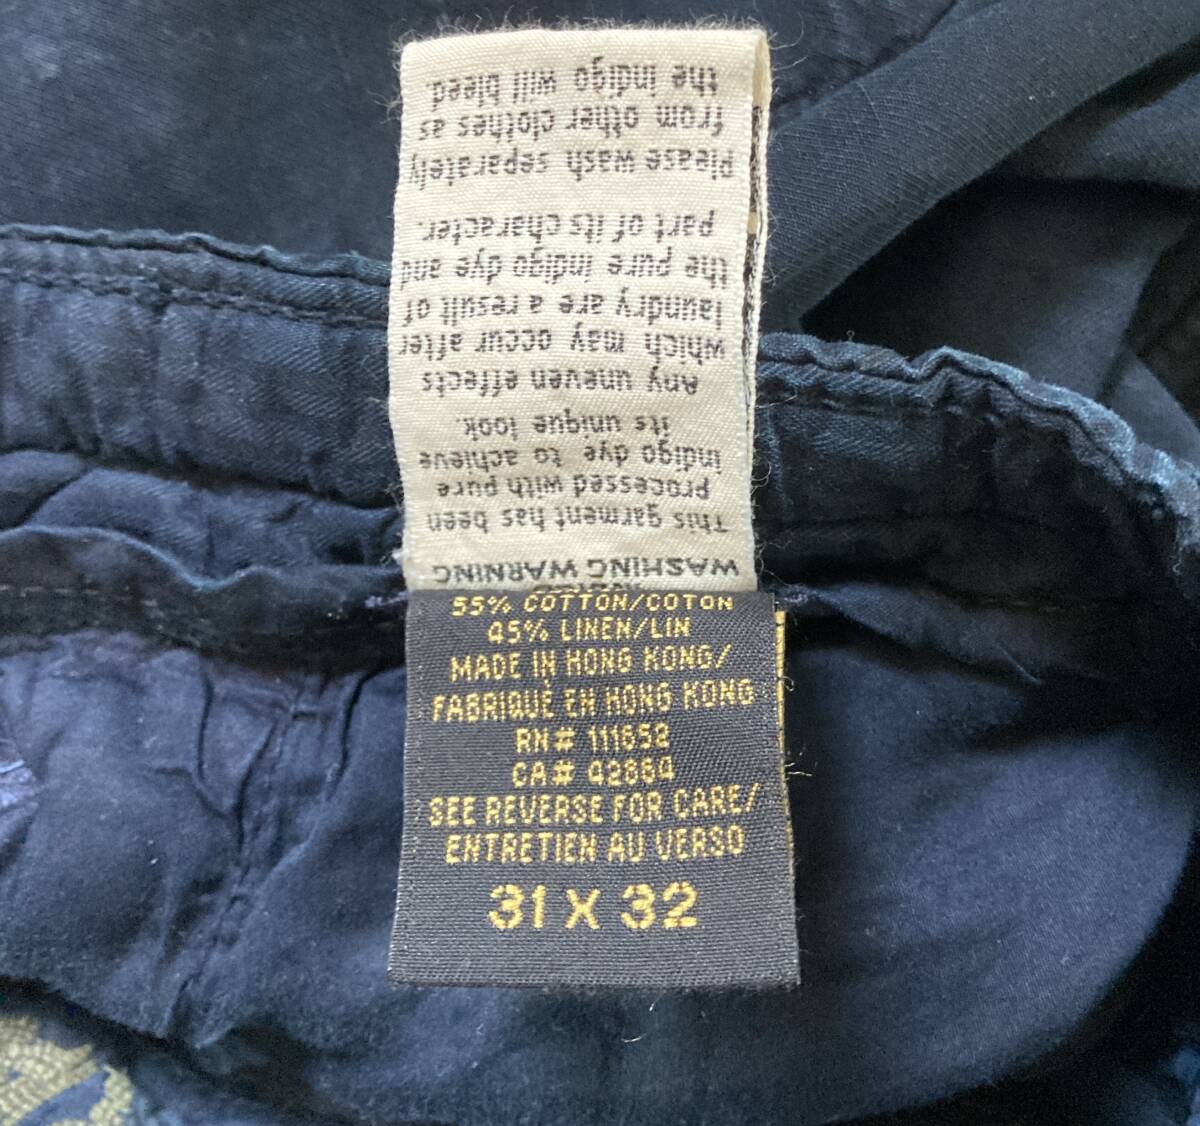 WASHING WARNING
This garment has been
processed with pure
indigo dye to achieve
its unique look.
Any uneven effects
which may occur after
laundry are a result of
the pure indigo dye and
part of its character.
Please wash separately
from other clothes as
the indigo will bleed.
55% COTTON/COTON
45% LINEN/LIN
MADE IN HONG KONG/
FABRIQUÉ EN HONG KONG
RN# 111652
CA# 42884
SEE REVERSE FOR CARE/
ENTRETIEN AU VERSO
31 X 32